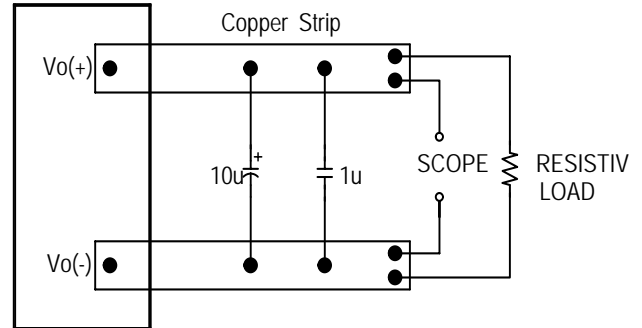 Copper Strip
Vo(+)
+
10u
1u
SCOPE
RESISTIV
LOAD
Vo(-)